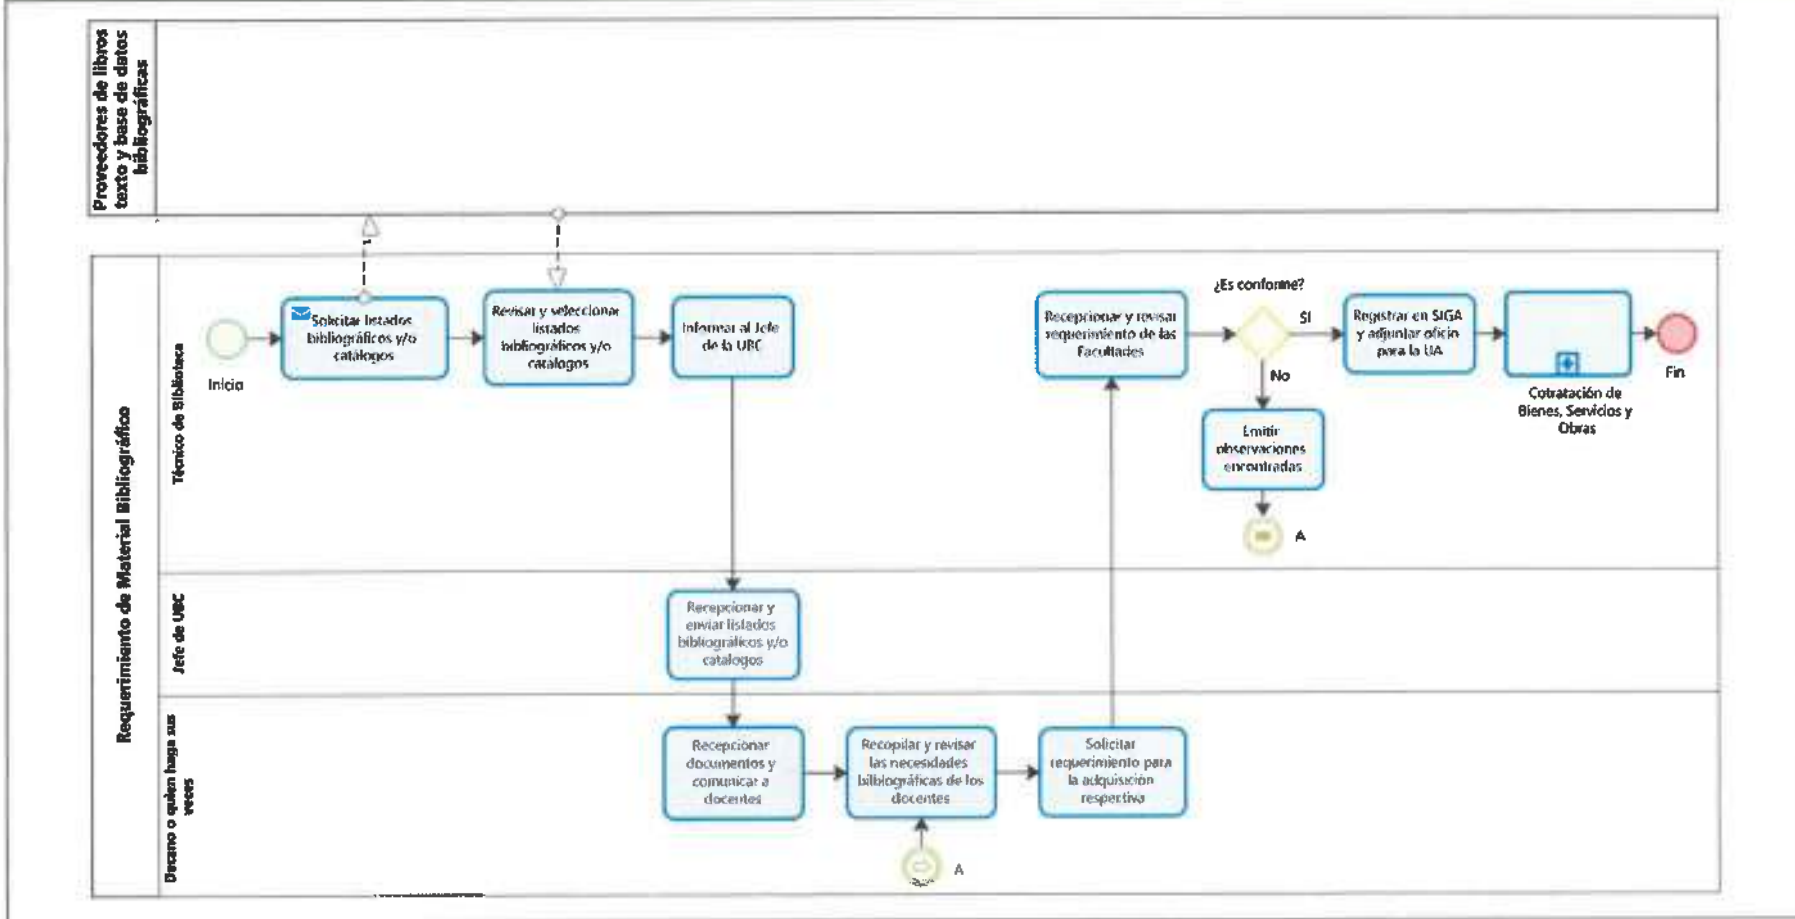 Proveedores de libros
texto y base de datos
bibliográficas
Requerimiento de Material Bibliográfico
Técnico de Biblioteca
Inicio
Solicitar listados
bibliográficos y/o
catálogos
Revisar y seleccionar
listados
bibliográficos y/o
catálogos
Informar al Jefe
de la UBC
Recepcionar y revisar
requerimiento de las
Facultades
¿Es conforme?
SI
No
Registrar en SIGA
y adjuntar oficio
para la UA
Cotratación de
Bienes, Servicios y
Obras
Fin
Emitir
observaciones
encontradas
A
Jefe de UBC
Recepcionar y
enviar listados
bibliográficos y/o
catalogos
Decano o quien haga sus
veces
Recepcionar
documentos y
comunicar a
docentes
Recopilar y revisar
las necesidades
bilbiográficas de los
docentes
Solicitar
requerimiento para
la adquisición
respectiva
A